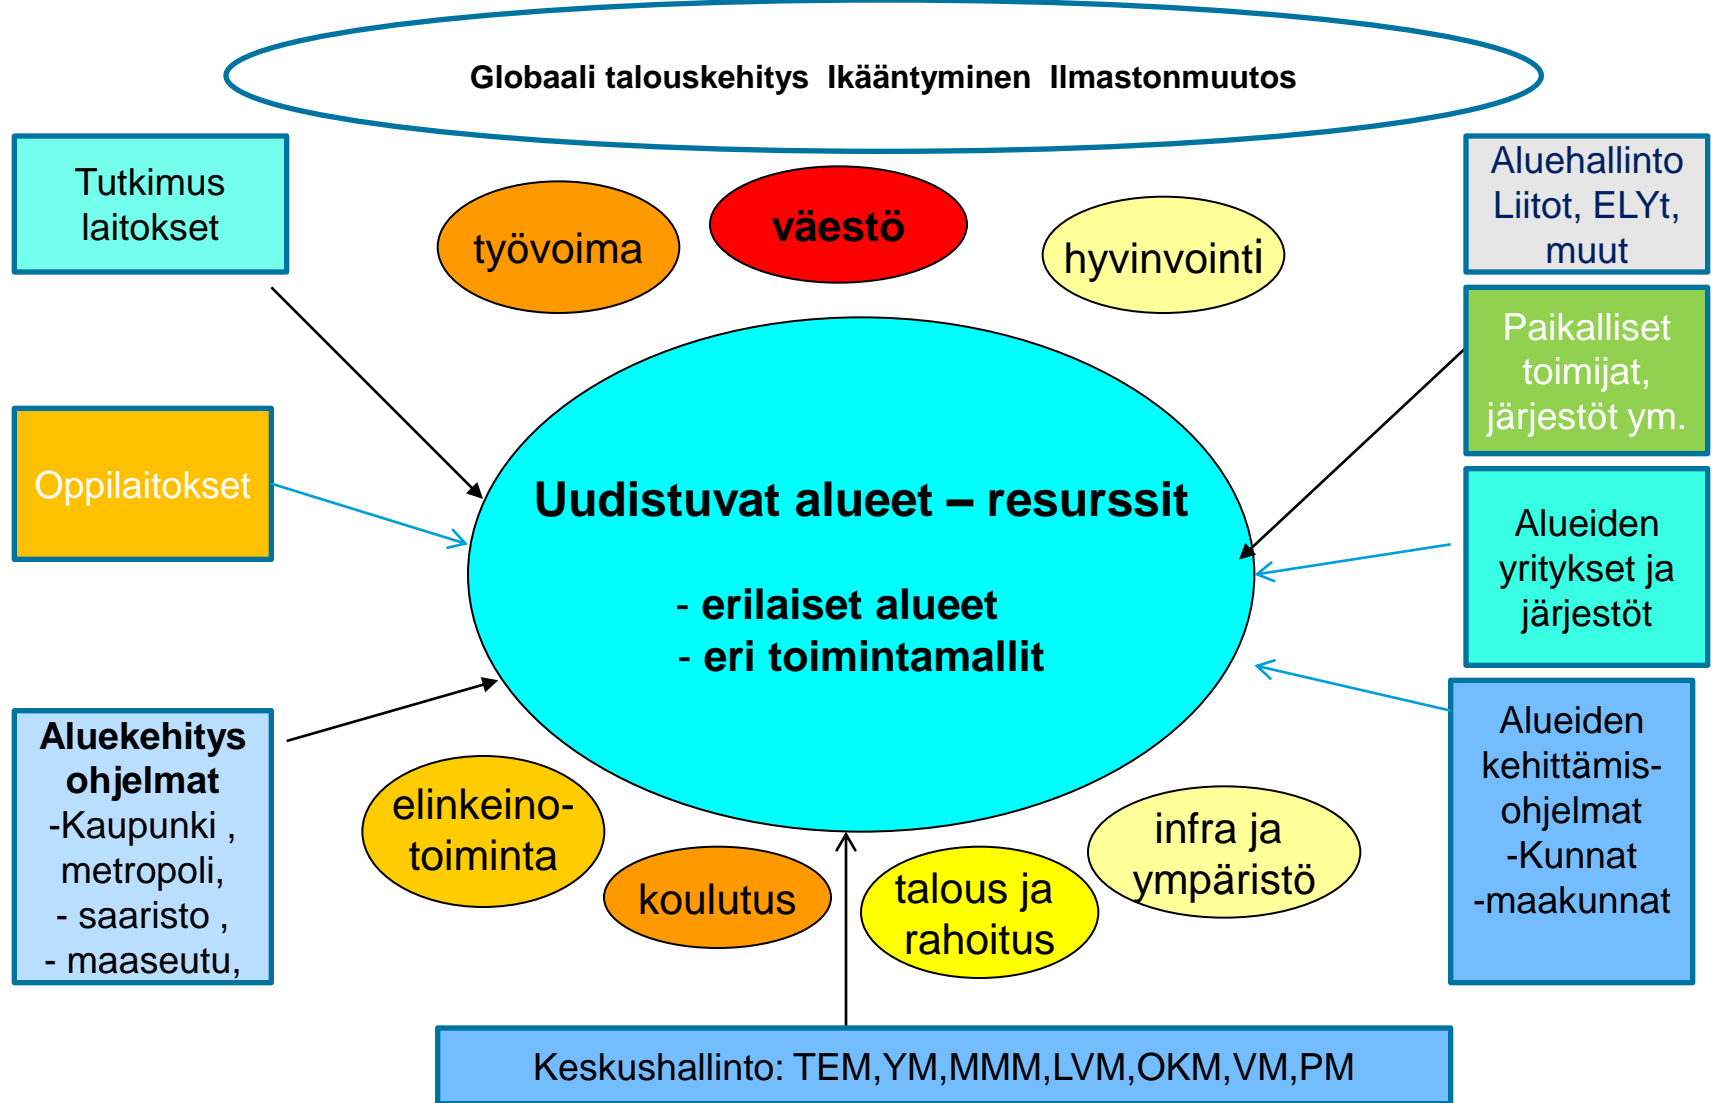 Globaali talouskehitys Ikääntyminen Ilmastonmuutos
Tutkimus
laitokset
työvoima
väestö
hyvinvointi
Aluehallinto
Liitot, ELYt,
muut
Paikalliset
toimijat,
järjestöt ym.
Oppilaitokset
Uudistuvat alueet – resurssit
- erilaiset alueet
- eri toimintamallit
Alueiden
yritykset ja
järjestöt
Aluekehitys
ohjelmat
-Kaupunki ,
metropoli,
- saaristo ,
- maaseutu,
elinkeino-
toiminta
koulutus
talous ja
rahoitus
infra ja
ympäristö
Alueiden
kehittämis-
ohjelmat
-Kunnat
-maakunnat
Keskushallinto: TEM,YM,MMM,LVM,OKM,VM,PM